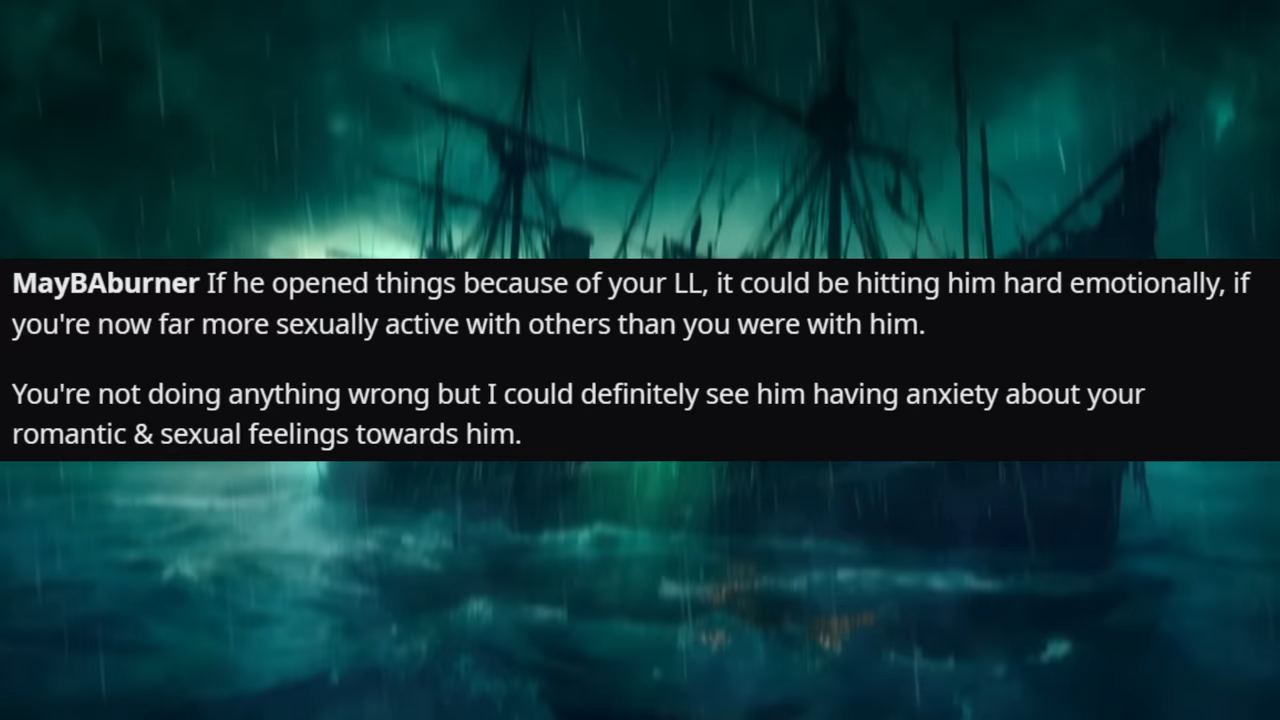 MayBAburner If he opened things because of your LL, it could be hitting him hard emotionally, if
you're now far more sexually active with others than you were with him.
You're not doing anything wrong but I could definitely see him having anxiety about your
romantic & sexual feelings towards him.